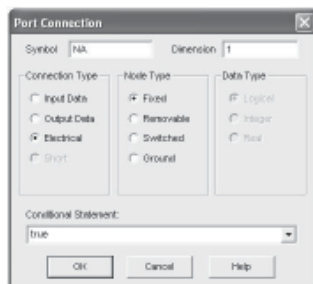 Port Connection
Symbol NA Dimension 1
Connection Type Node Type Data Type
Input Data Fixed Logical
Output Data Removable Integer
Electrical Switched Real
Short Ground
Conditional Statement:
true
OK Cancel Help